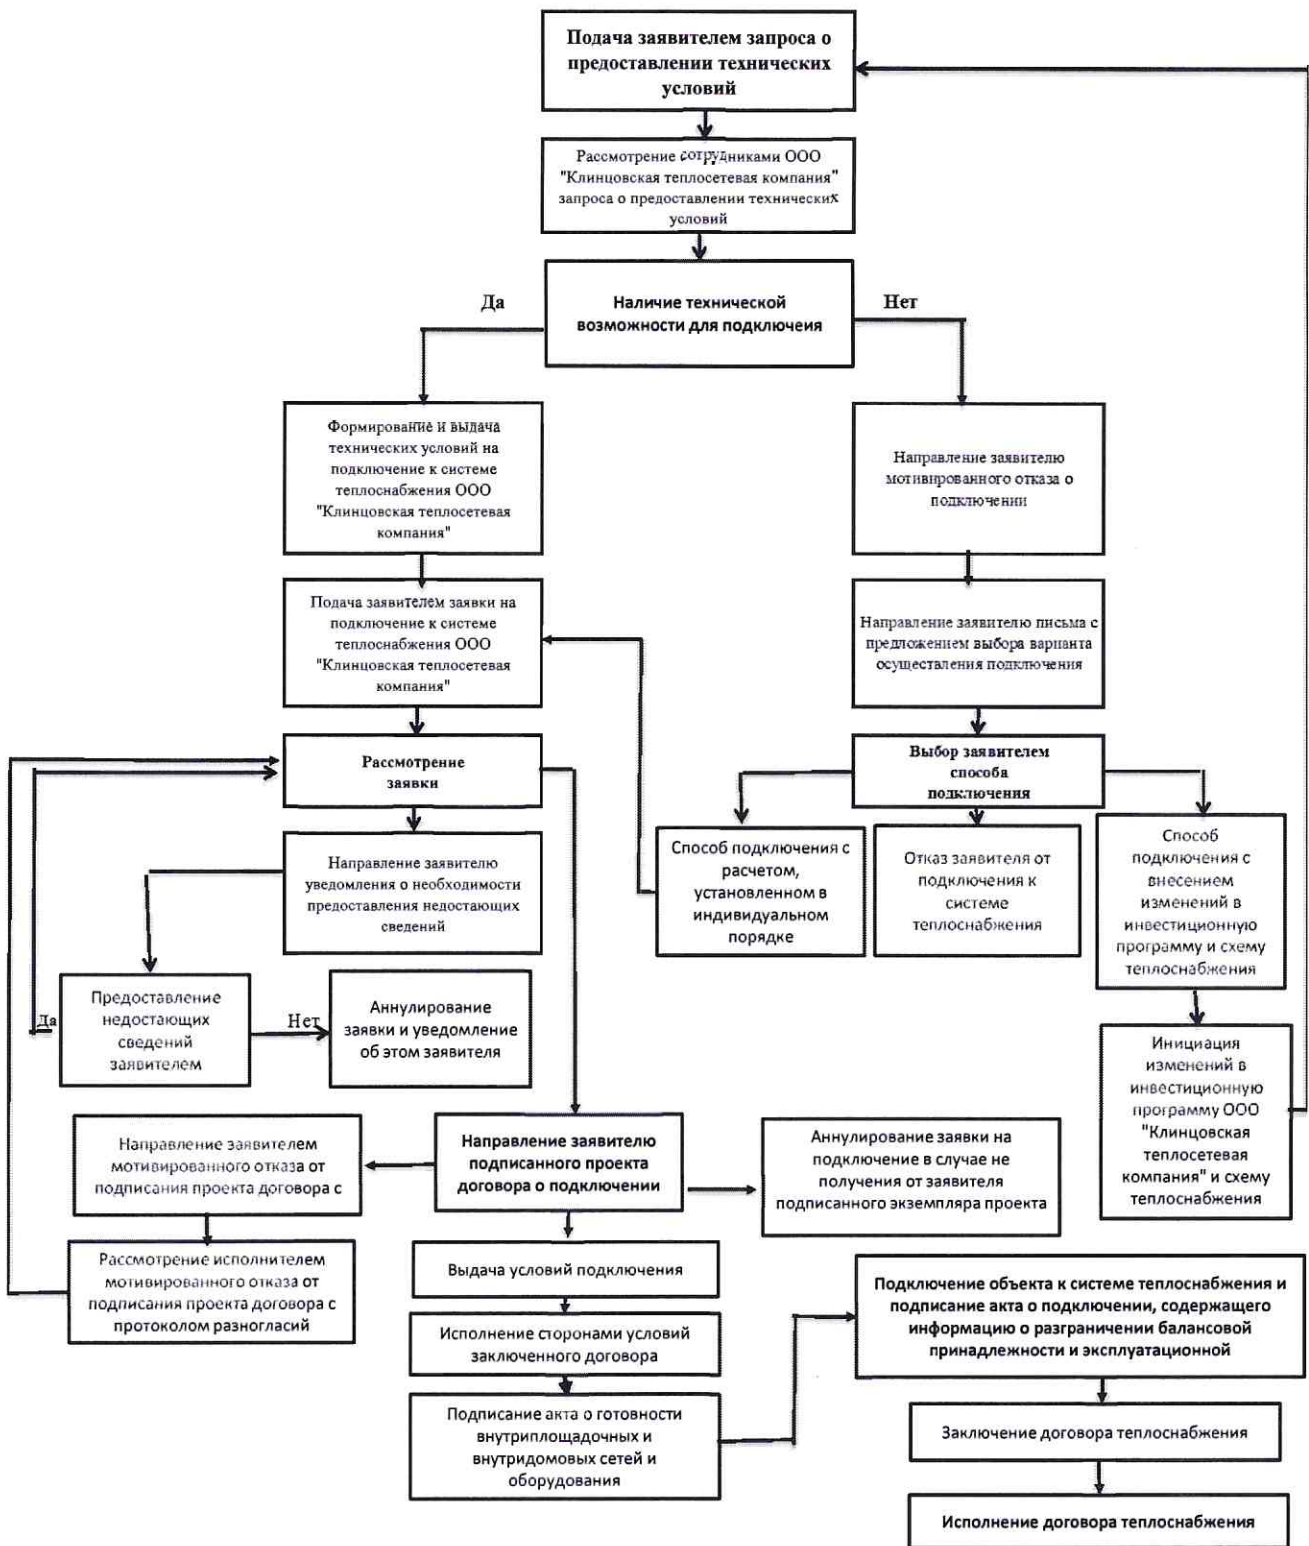 Подача заявителем запроса о
предоставлении технических
условий
Рассмотрение сотрудниками ООО
"Клинцовская теплосетевая компания"
запроса о предоставлении технических
условий
Наличие технической
возможности для подключеия
Да
Нет
Формирование и выдача
технических условий на
подключение к системе
теплоснабжения ООО
"Клинцовская теплосетевая
компания"
Направление заявителю
мотивированного отказа о
подключении
Подача заявителем заявки на
подключение к системе
теплоснабжения ООО
"Клинцовская теплосетевая
компания"
Направление заявителю письма с
предложением выбора варианта
осуществления подключения
Рассмотрение
заявки
Выбор заявителем
способа
подключения
Направление заявителю
уведомления о необходимости
предоставления недостающих
сведений
Способ подключения с
расчетом,
установленном в
индивидуальном
порядке
Отказ заявителя от
подключения к
системе
теплоснабжения
Способ
подключения с
внесением
изменений в
инвестиционную
программу и схему
теплоснабжения
Да
Предоставление
недостающих
сведений
заявителем
Нет
Аннулирование
заявки и уведомление
об этом заявителя
Инициация
изменений в
инвестиционную
программу ООО
"Клинцовская
теплосетевая
компания" и схему
теплоснабжения
Направление заявителем
мотивированного отказа от
подписания проекта договора с
Направление заявителю
подписанного проекта
договора о подключении
Аннулирование заявки на
подключение в случае не
получения от заявителя
подписанного экземпляра проекта
Рассмотрение исполнителем
мотивированного отказа от
подписания проекта договора с
протоколом разногласий
Выдача условий подключения
Исполнение сторонами условий
заключенного договора
Подписание акта о готовности
внутриплощадочных и
внутридомовых сетей и
оборудования
Подключение объекта к системе теплоснабжения и
подписание акта о подключении, содержащего
информацию о разграничении балансовой
принадлежности и эксплуатационной
Заключение договора теплоснабжения
Исполнение договора теплоснабжения